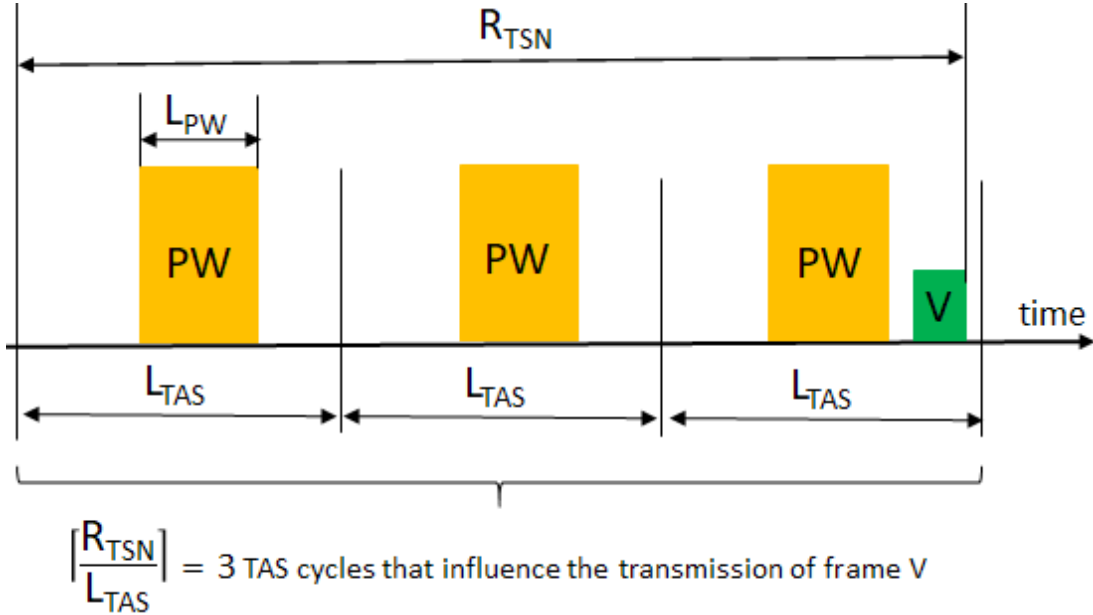 R_TSN
L_PW
PW PW PW
V
time
L_TAS L_TAS L_TAS
⌈R_TSN / L_TAS⌉ = 3 TAS cycles that influence the transmission of frame V